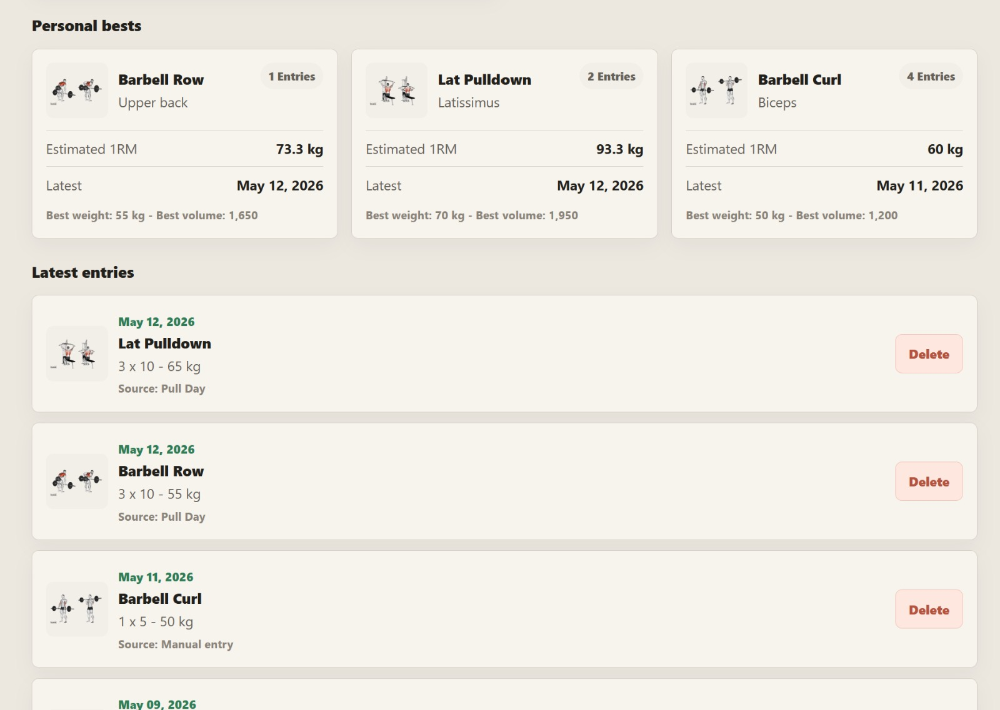 Personal bests
Barbell Row
1 Entries
Upper back
Estimated 1RM
73.3 kg
Latest
May 12, 2026
Best weight: 55 kg - Best volume: 1,650
Lat Pulldown
2 Entries
Latissimus
Estimated 1RM
93.3 kg
Latest
May 12, 2026
Best weight: 70 kg - Best volume: 1,950
Barbell Curl
4 Entries
Biceps
Estimated 1RM
60 kg
Latest
May 11, 2026
Best weight: 50 kg - Best volume: 1,200
Latest entries
May 12, 2026
Lat Pulldown
3 x 10 - 65 kg
Source: Pull Day
Delete
May 12, 2026
Barbell Row
3 x 10 - 55 kg
Source: Pull Day
Delete
May 11, 2026
Barbell Curl
1 x 5 - 50 kg
Source: Manual entry
Delete
May 09, 2026